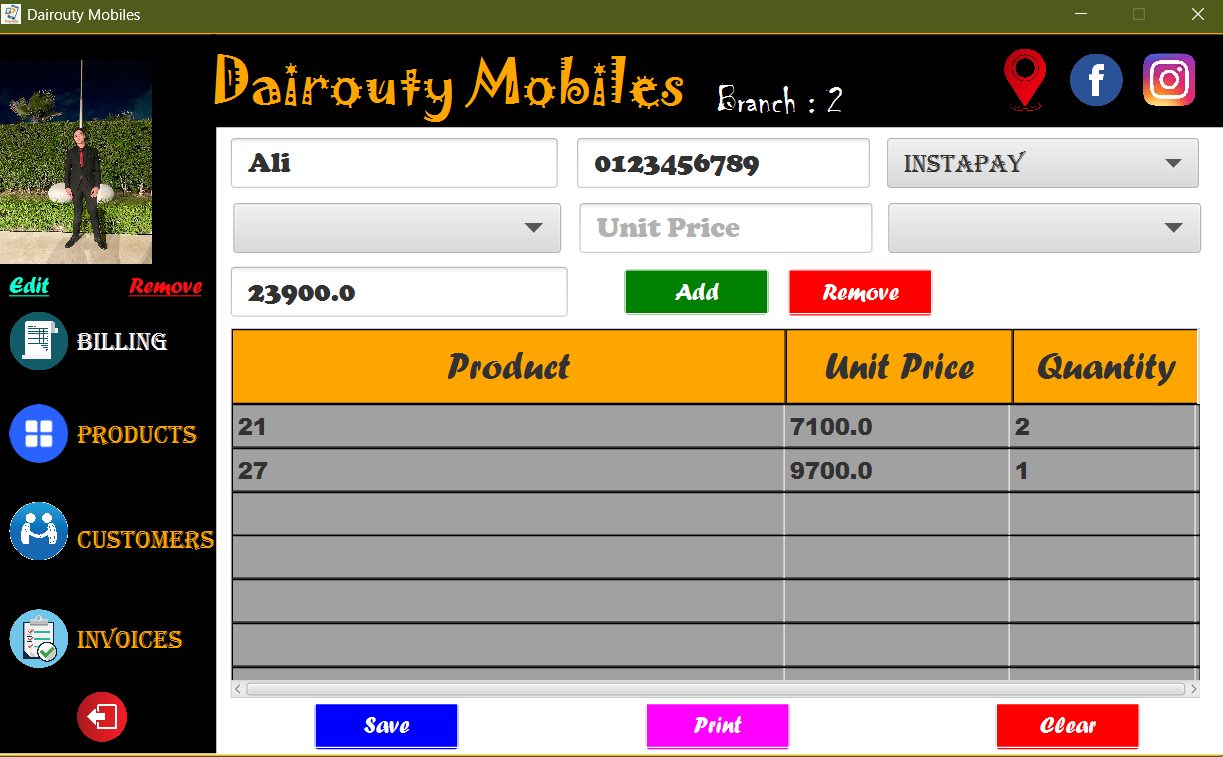 Dairouty Mobiles
Dairouty Mobiles Branch : 2
Ali 0123456789 INSTAPAY
Unit Price
Edit Remove
23900.0 Add Remove
BILLING
Product Unit Price Quantity
21 7100.0 2
PRODUCTS
27 9700.0 1
CUSTOMERS
INVOICES
Save Print Clear